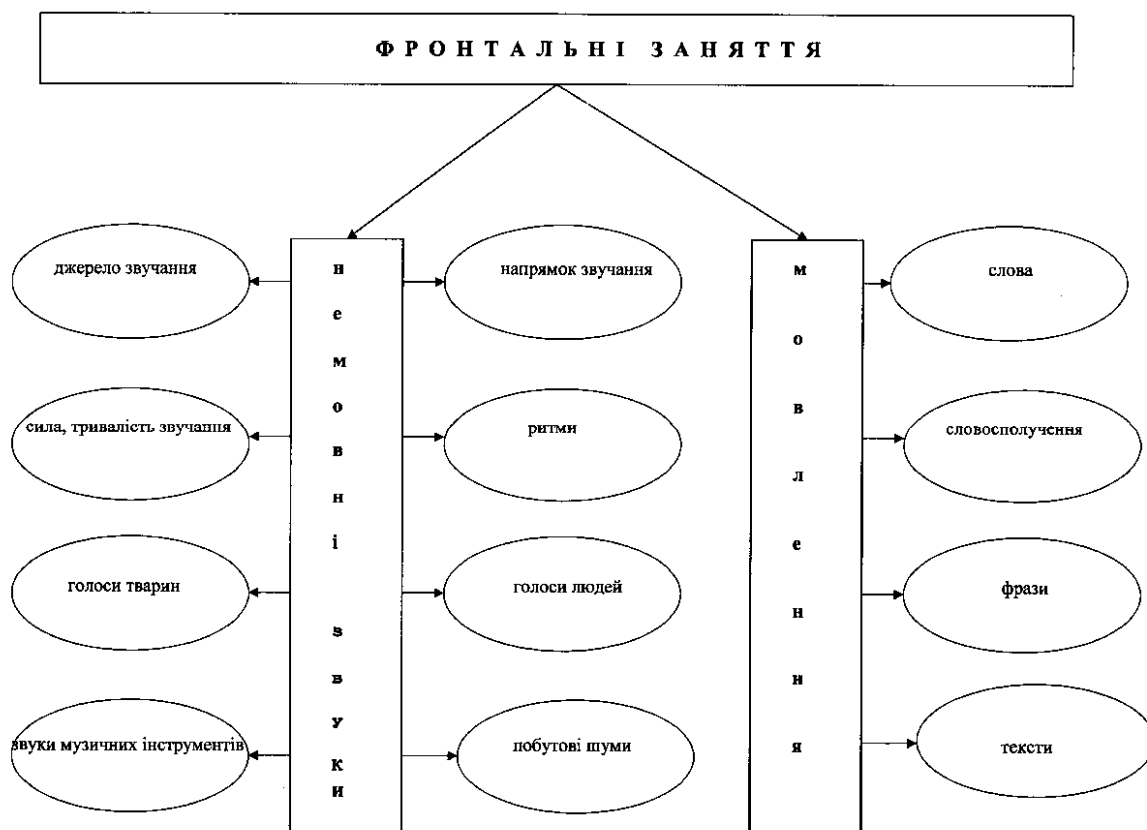 ФРОНТАЛЬНІ ЗАНЯТТЯ
джерело звучання
немовні звуки
напрямок звучання
мовлення
слова
сила, тривалість звучання
ритми
словосполучення
голоси тварин
голоси людей
фрази
звуки музичних інструментів
побутові шуми
тексти